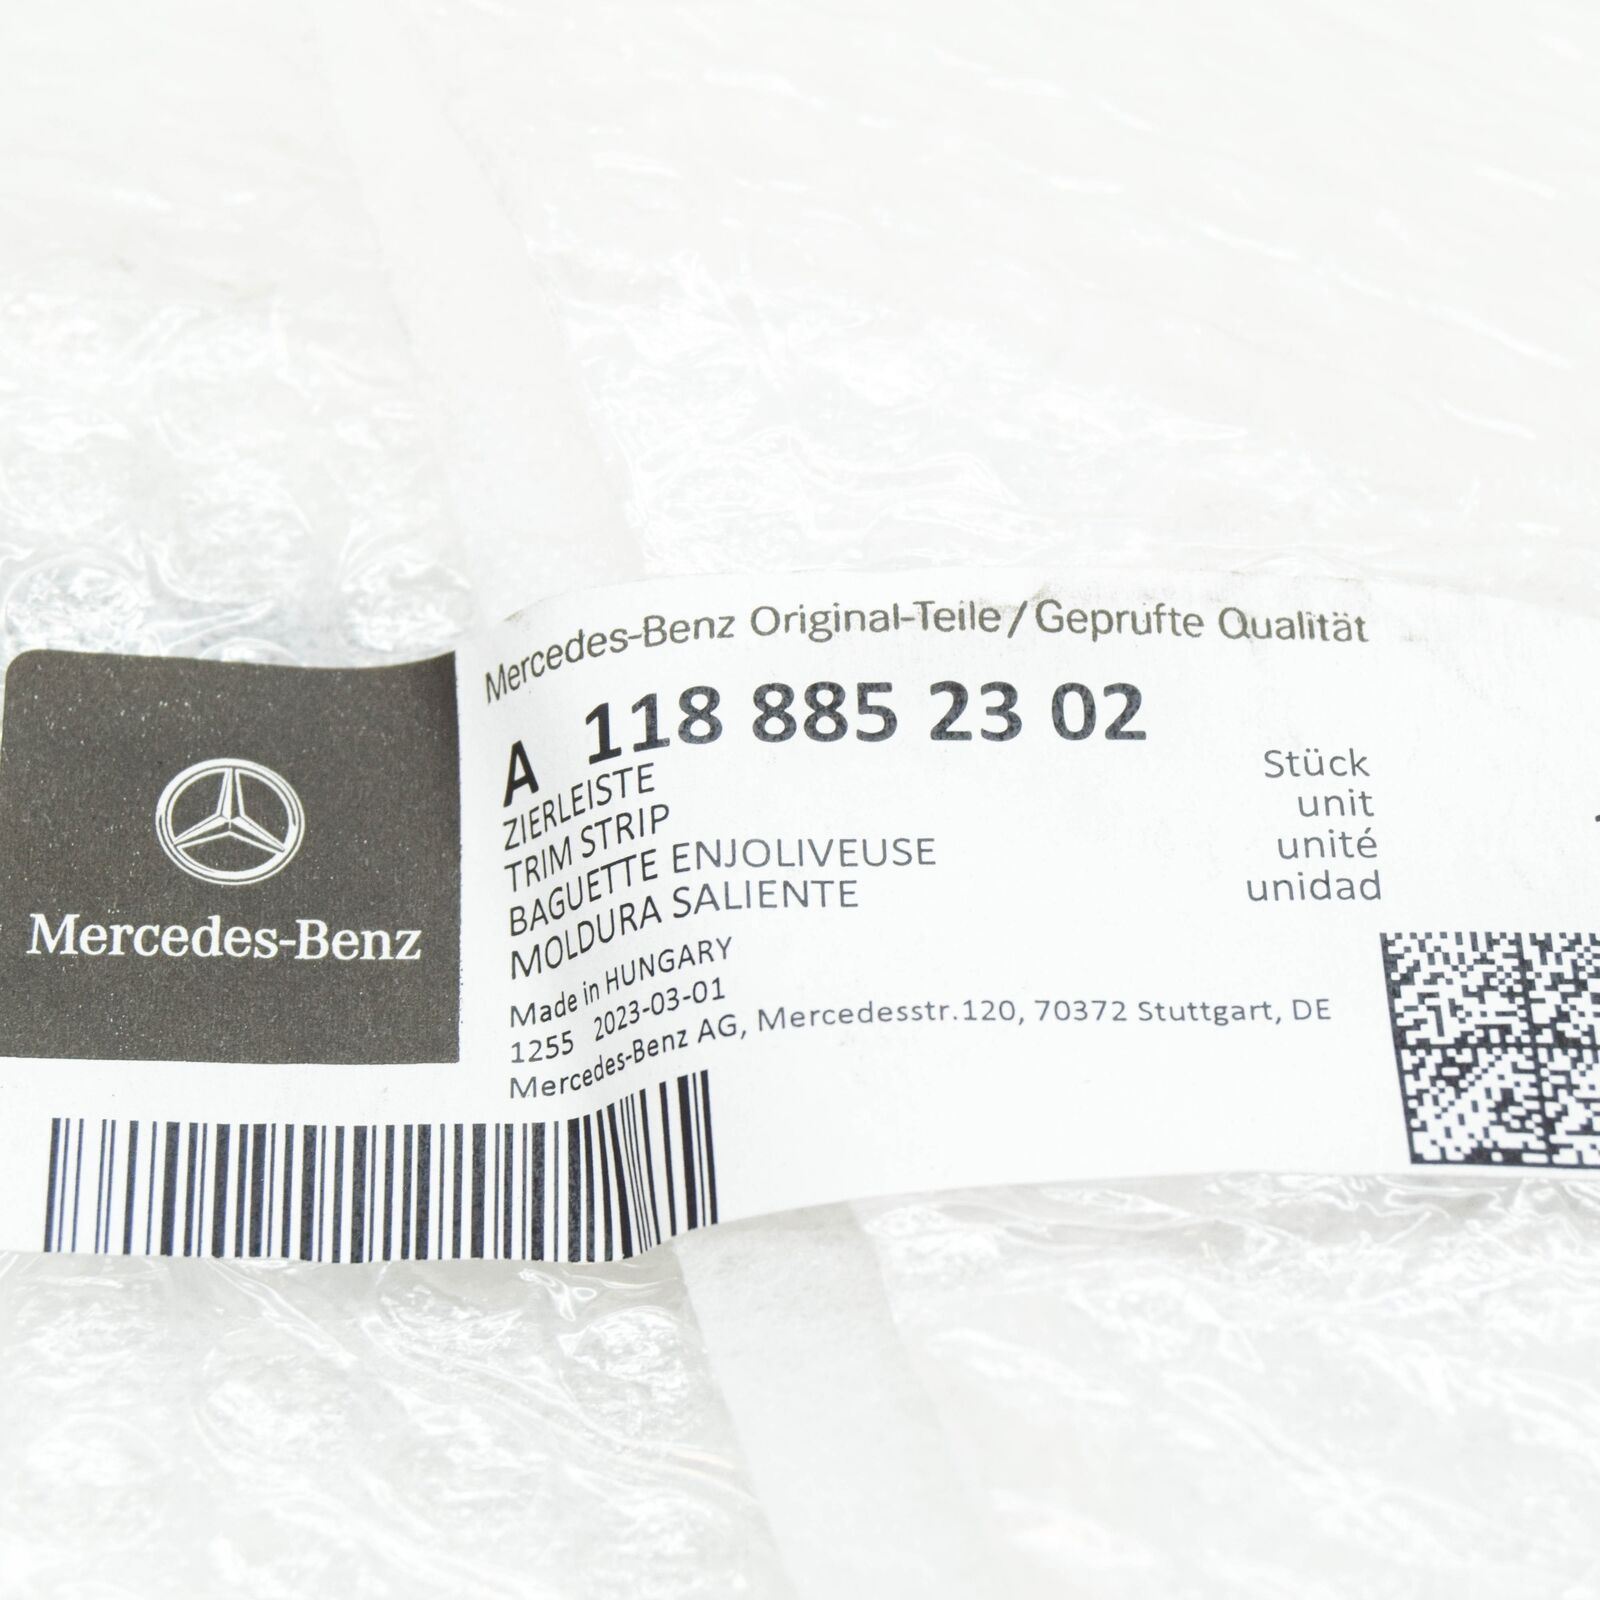 Mercedes-Benz
Mercedes-Benz Original-Teile/Geprüfte Qualität
A 118 885 23 02
ZIERLEISTE
TRIM STRIP
BAGUETTE ENJOLIVEUSE
MOLDURA SALIENTE
Stück
unit
unité
unidad
Made in HUNGARY
1255 2023-03-01
Mercedes-Benz AG, Mercedesstr.120, 70372 Stuttgart, DE